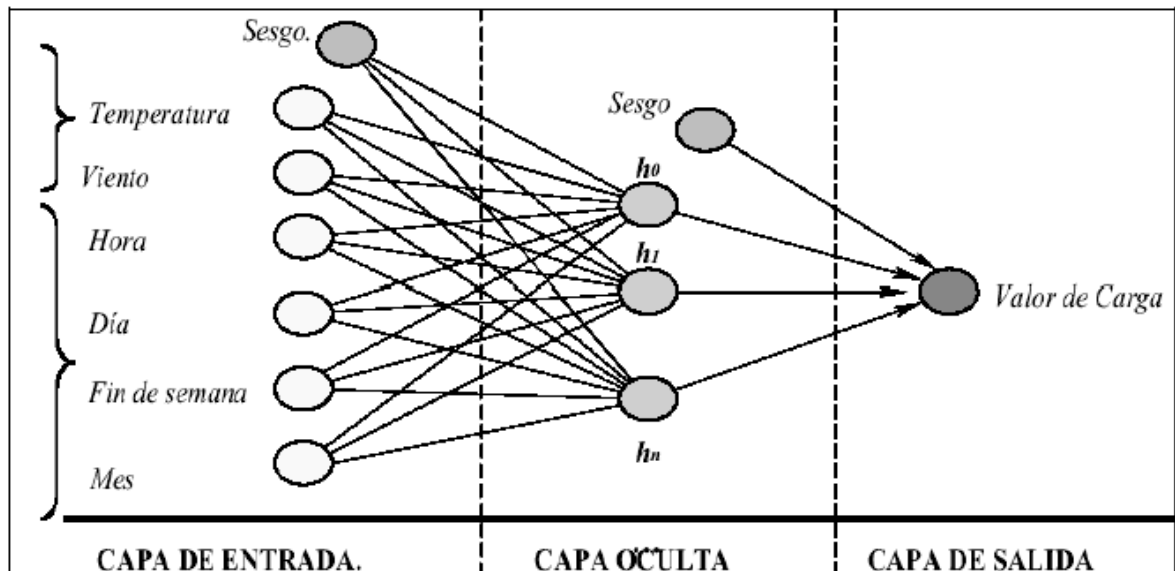 Sesgo.
Temperatura
Viento
Hora
Día
Fin de semana
Mes
Sesgo
h0
h1
hn
Valor de Carga
CAPA DE ENTRADA.
CAPA OCULTA
CAPA DE SALIDA